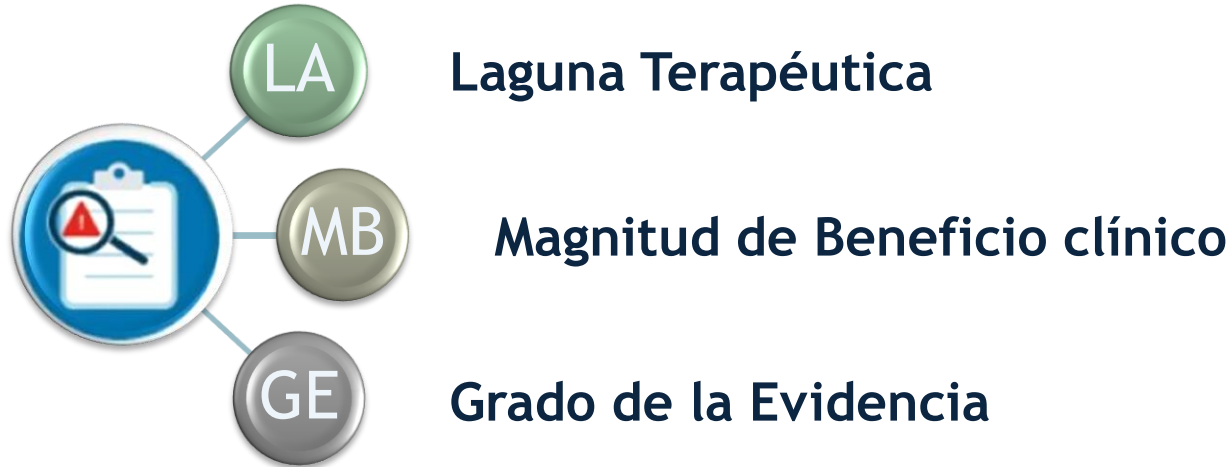 LA Laguna Terapéutica
MB Magnitud de Beneficio clínico
GE Grado de la Evidencia